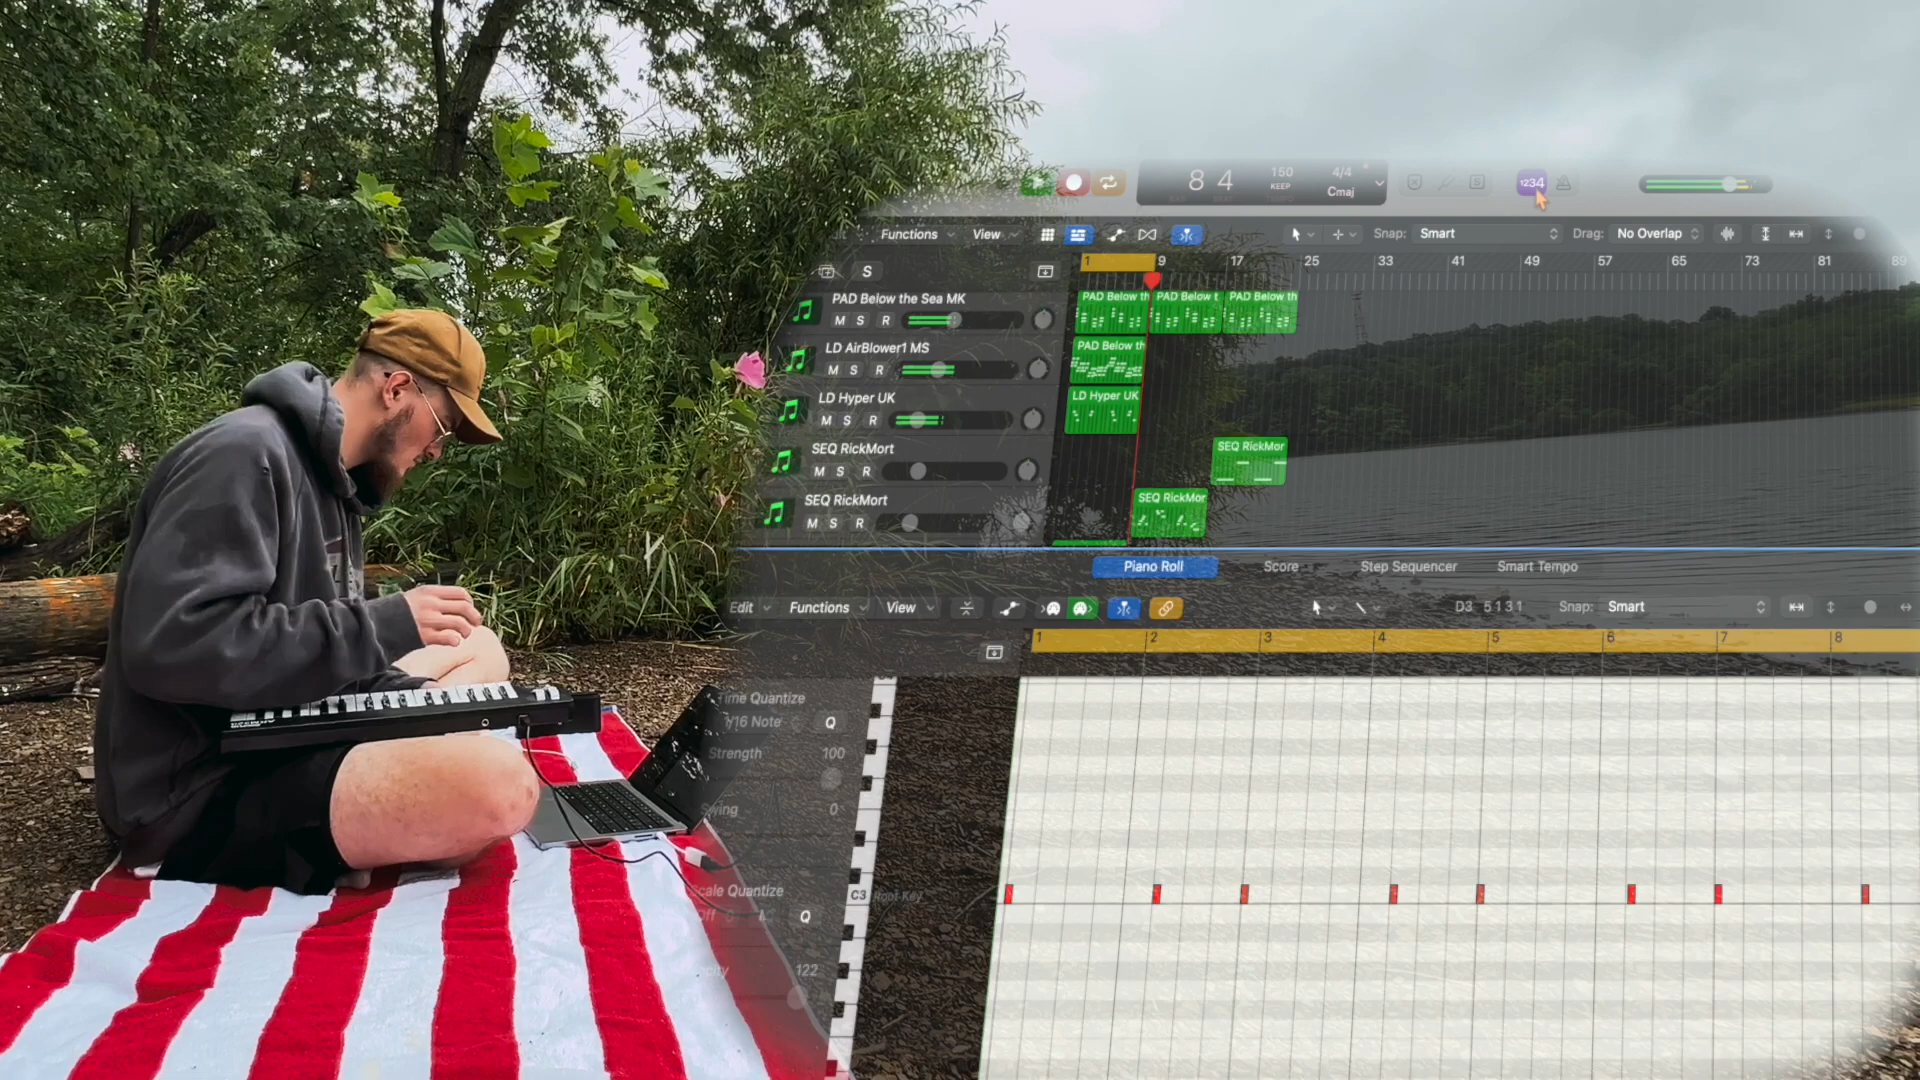 8 4 150 KEEP 4/4 Cmaj 1234
Functions View Snap: Smart Drag: No Overlap
S 1 9 17 25 33 41 49 57 65 73 81 89
PAD Below the Sea MK PAD Below th PAD Below t PAD Below th
M S R
LD AirBlower1 MS PAD Below th
M S R
LD Hyper UK LD Hyper UK
M S R
SEQ RickMort SEQ RickMor
M S R
SEQ RickMort SEQ RickMor
M S R
Piano Roll Score Step Sequencer Smart Tempo
Edit Functions View D3 5 1 3 1 Snap: Smart
1 2 3 4 5 6 7 8
Time Quantize
1/16 Note Q
Strength 100
Swing 0
Scale Quantize C3 Root Key
Off Q
122